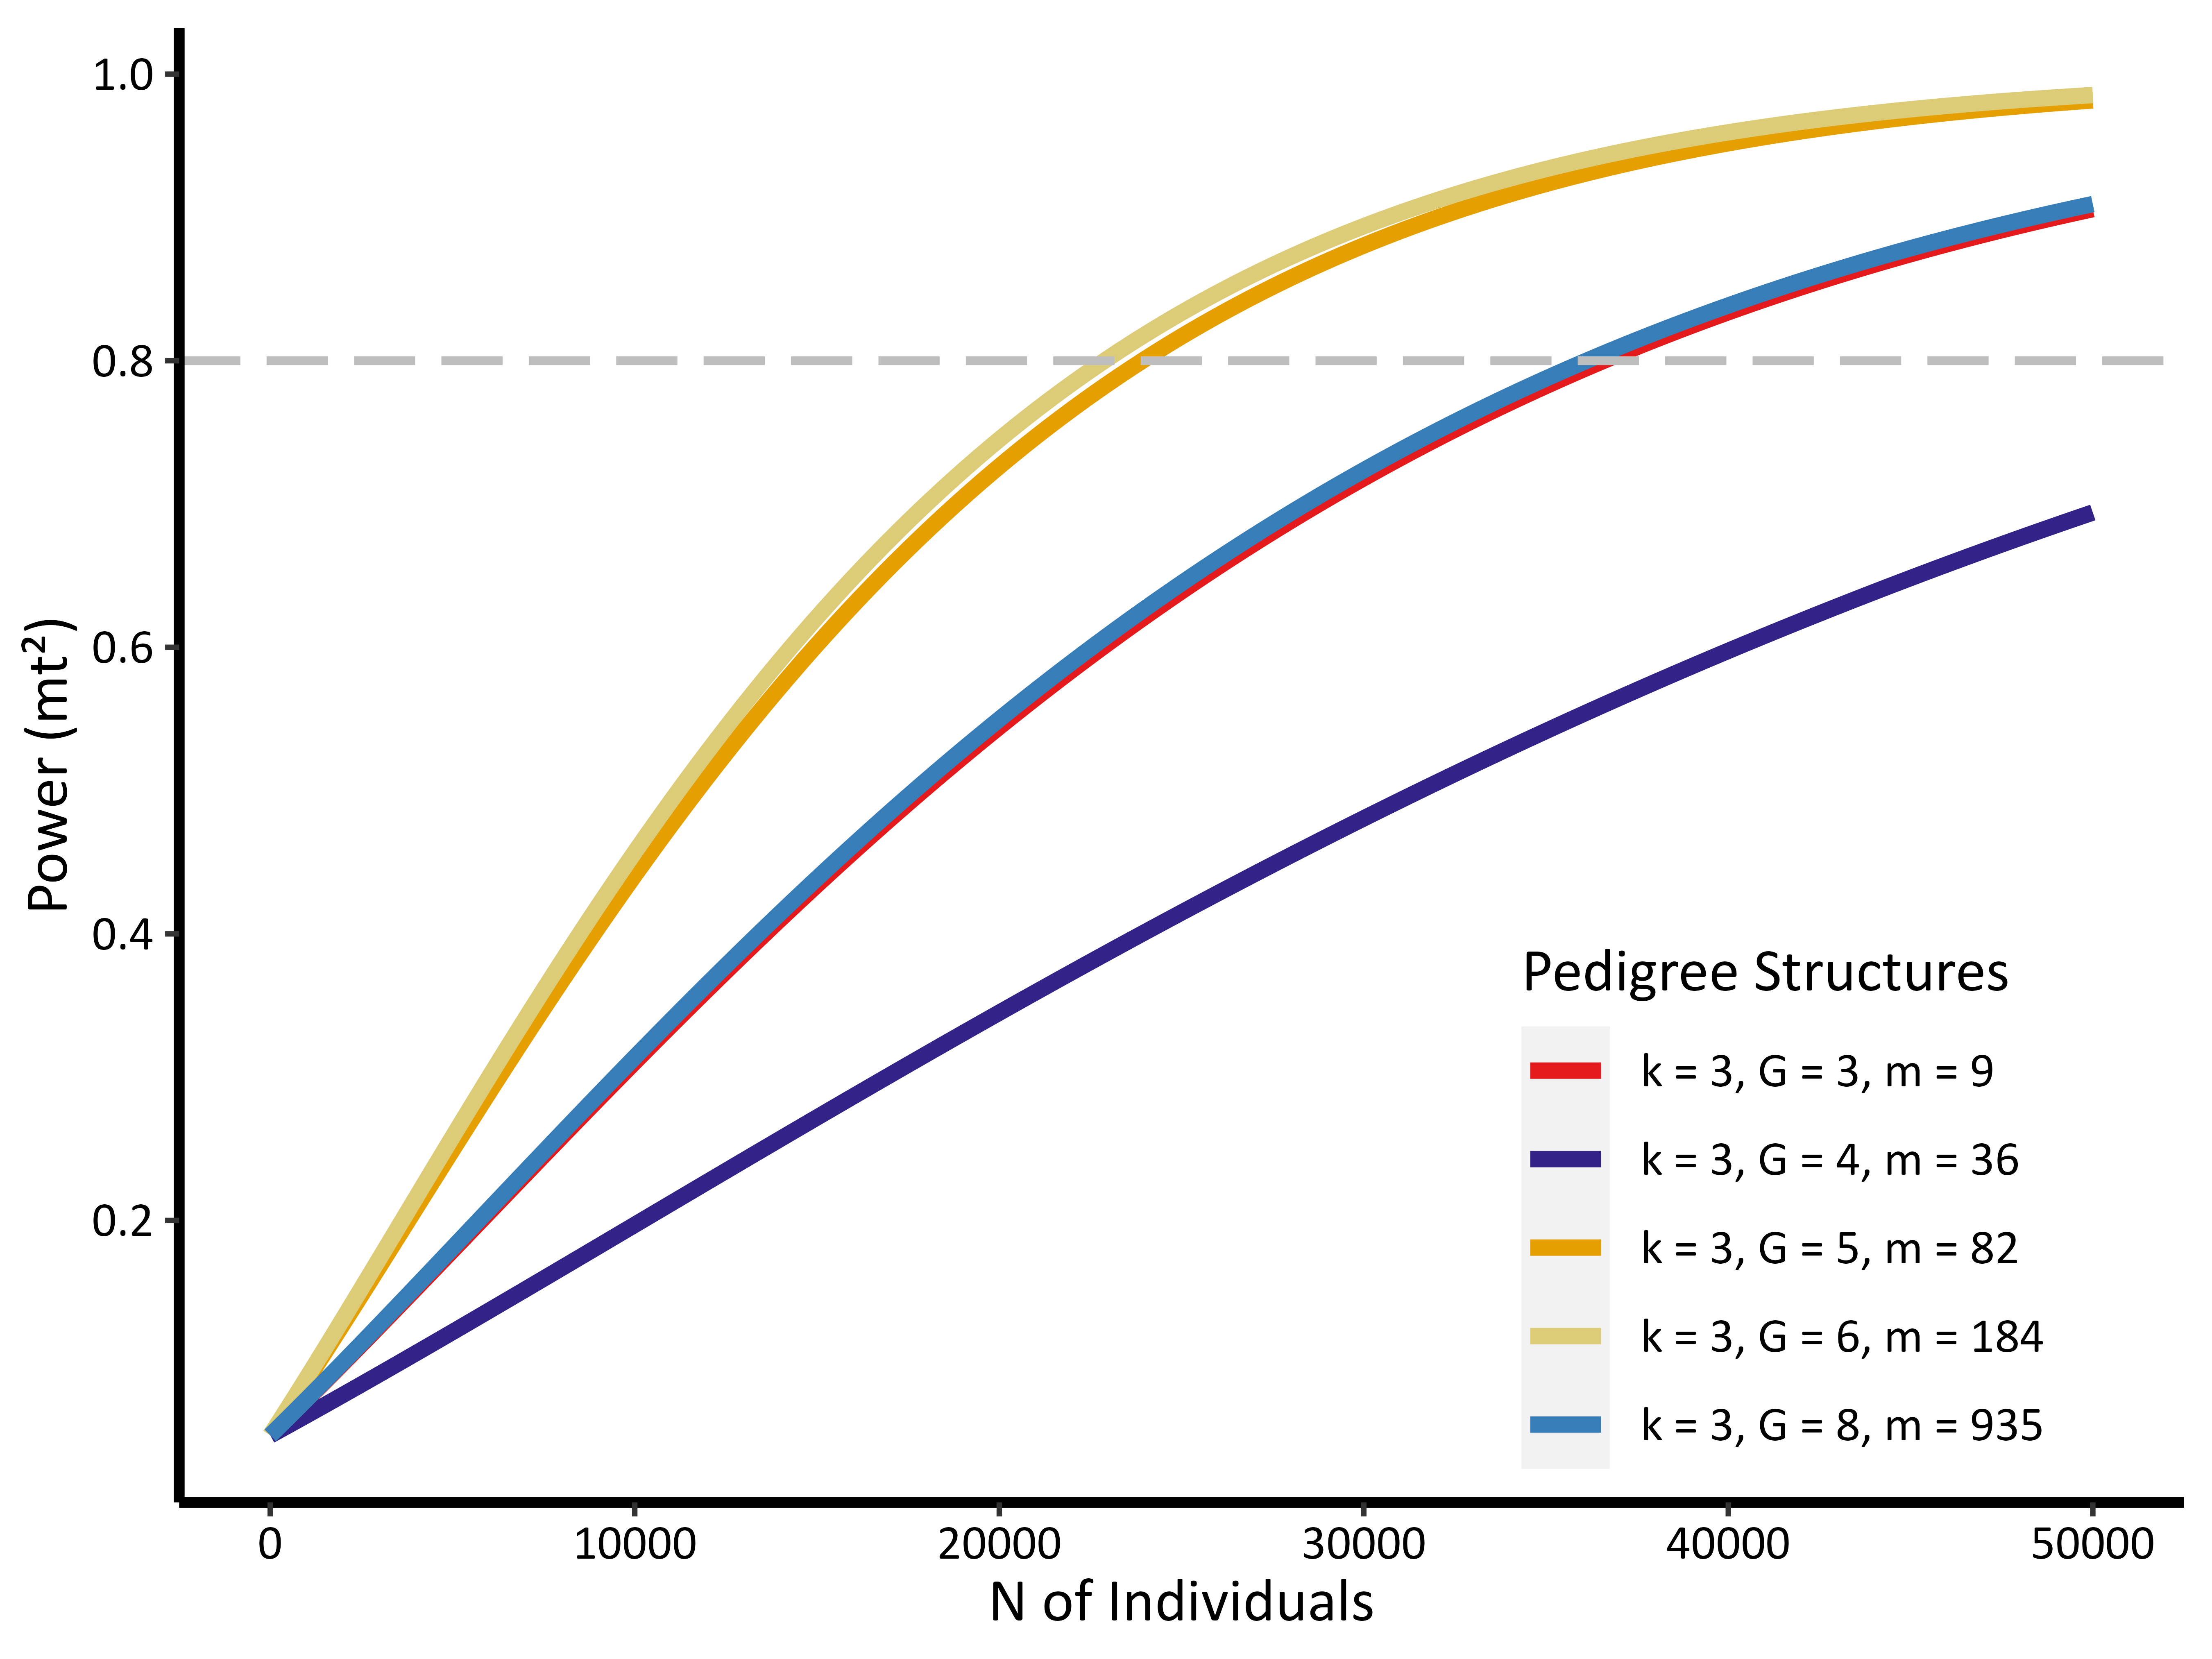 1.0
0.8
0.6
0.4
0.2
Power (mt²)
0
10000
20000
30000
40000
50000
N of Individuals
Pedigree Structures
k = 3, G = 3, m = 9
k = 3, G = 4, m = 36
k = 3, G = 5, m = 82
k = 3, G = 6, m = 184
k = 3, G = 8, m = 935